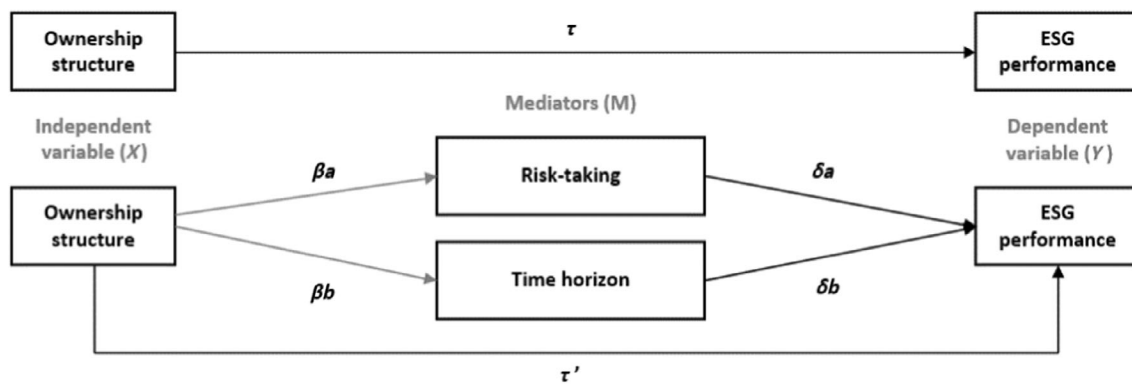 Ownership
structure
τ
ESG
performance
Mediators (M)
Independent
variable (X)
Dependent
variable (Y)
βa
Risk-taking
δa
Ownership
structure
ESG
performance
βb
Time horizon
δb
τ’